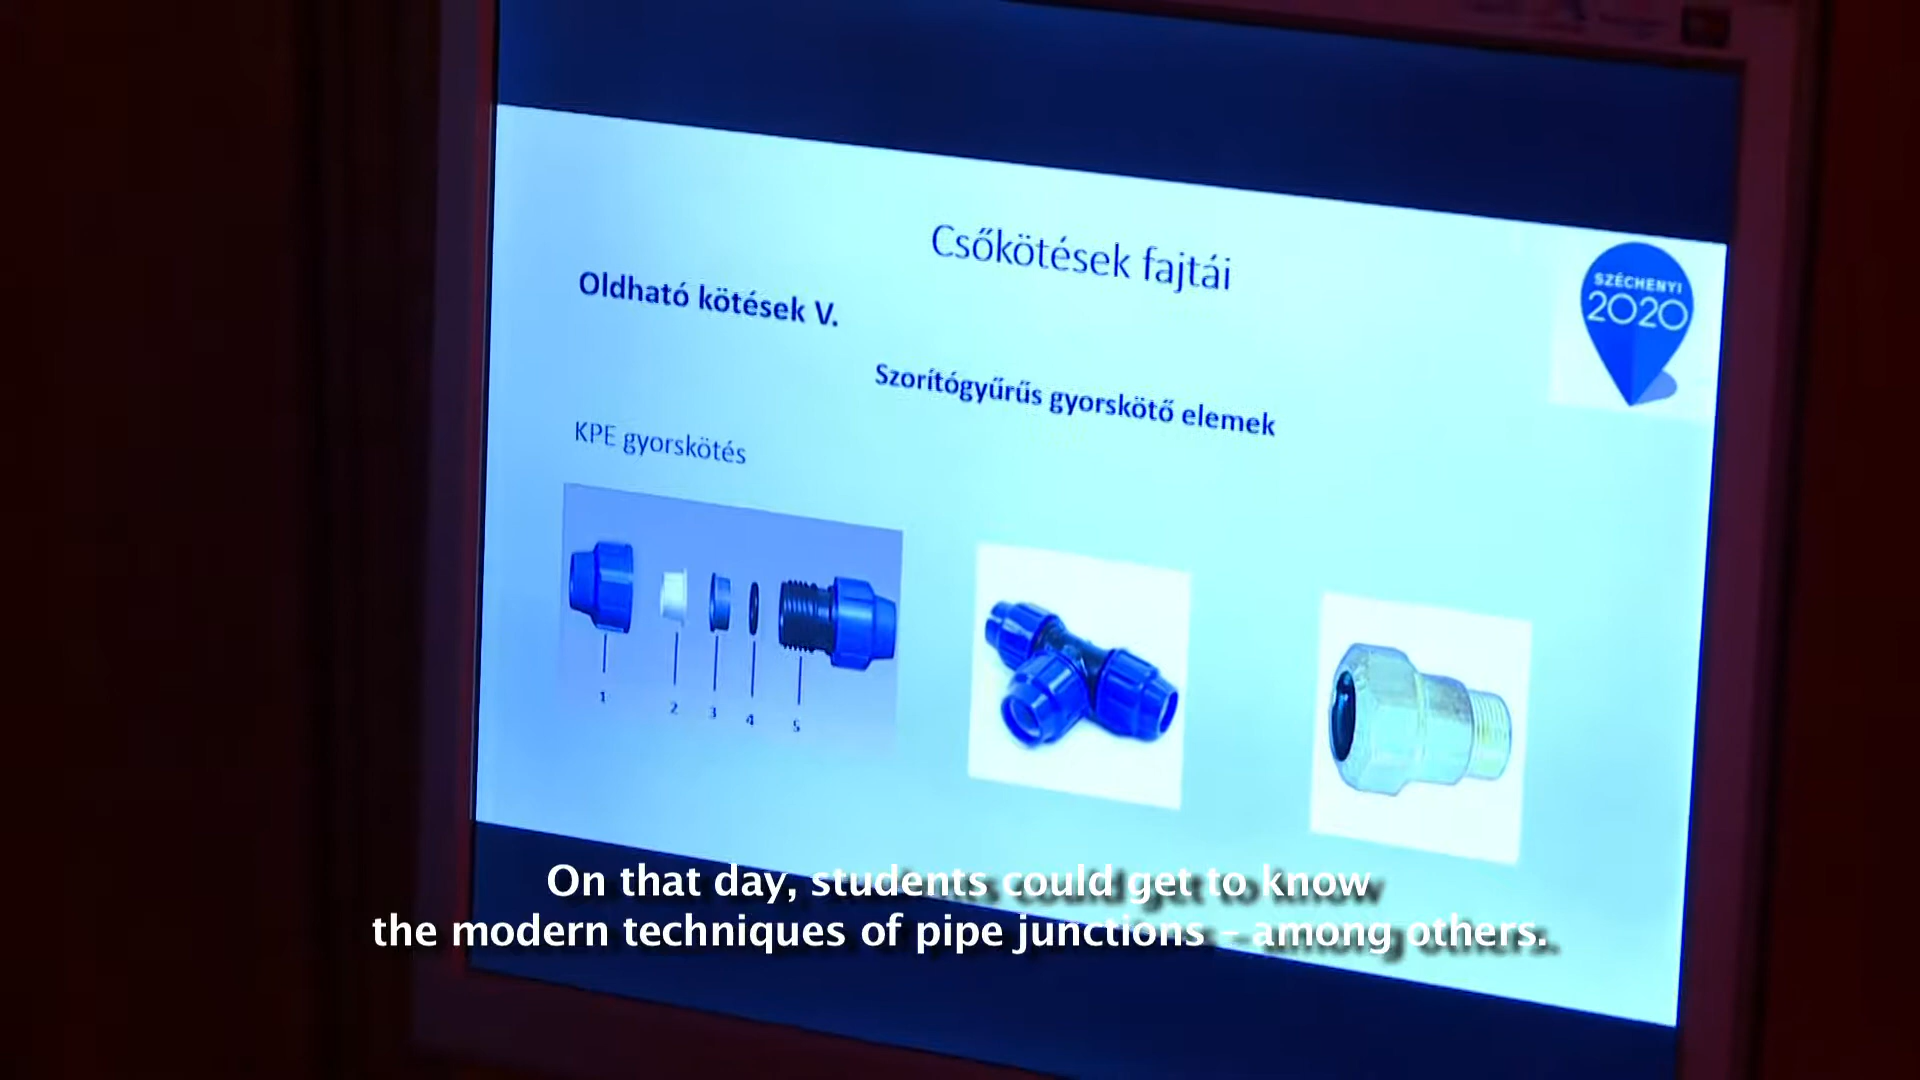 Csőkötések fajtái
SZÉCHENYI
2020
Oldható kötések V.
Szorítógyűrűs gyorskötő elemek
KPE gyorskötés
1
2
3
4
5
On that day, students could get to know
the modern techniques of pipe junctions – among others.